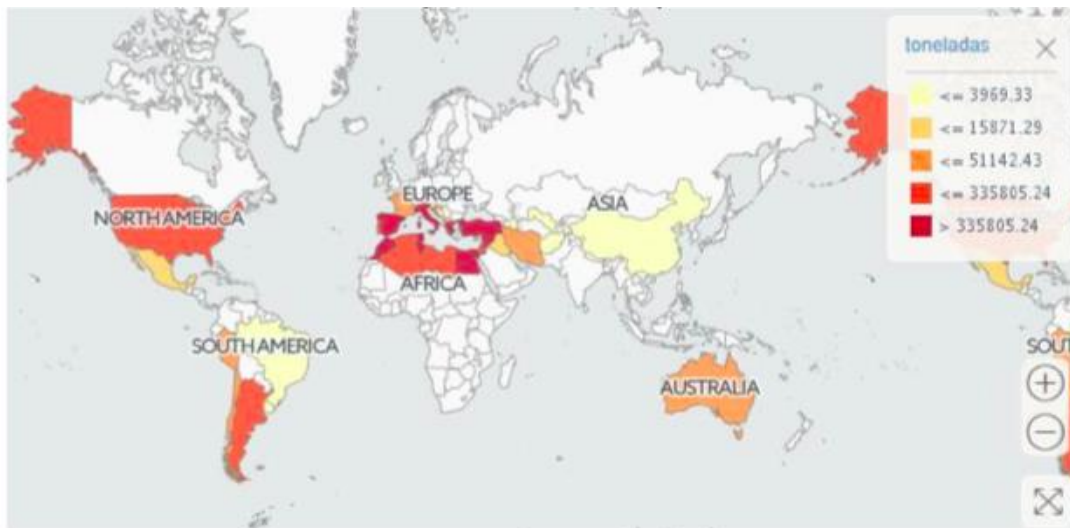 toneladas
<= 3969.33
<= 15871.29
<= 51142.43
<= 335805.24
> 335805.24
NORTH AMERICA
EUROPE
ASIA
AFRICA
SOUTH AMERICA
AUSTRALIA
SOUT